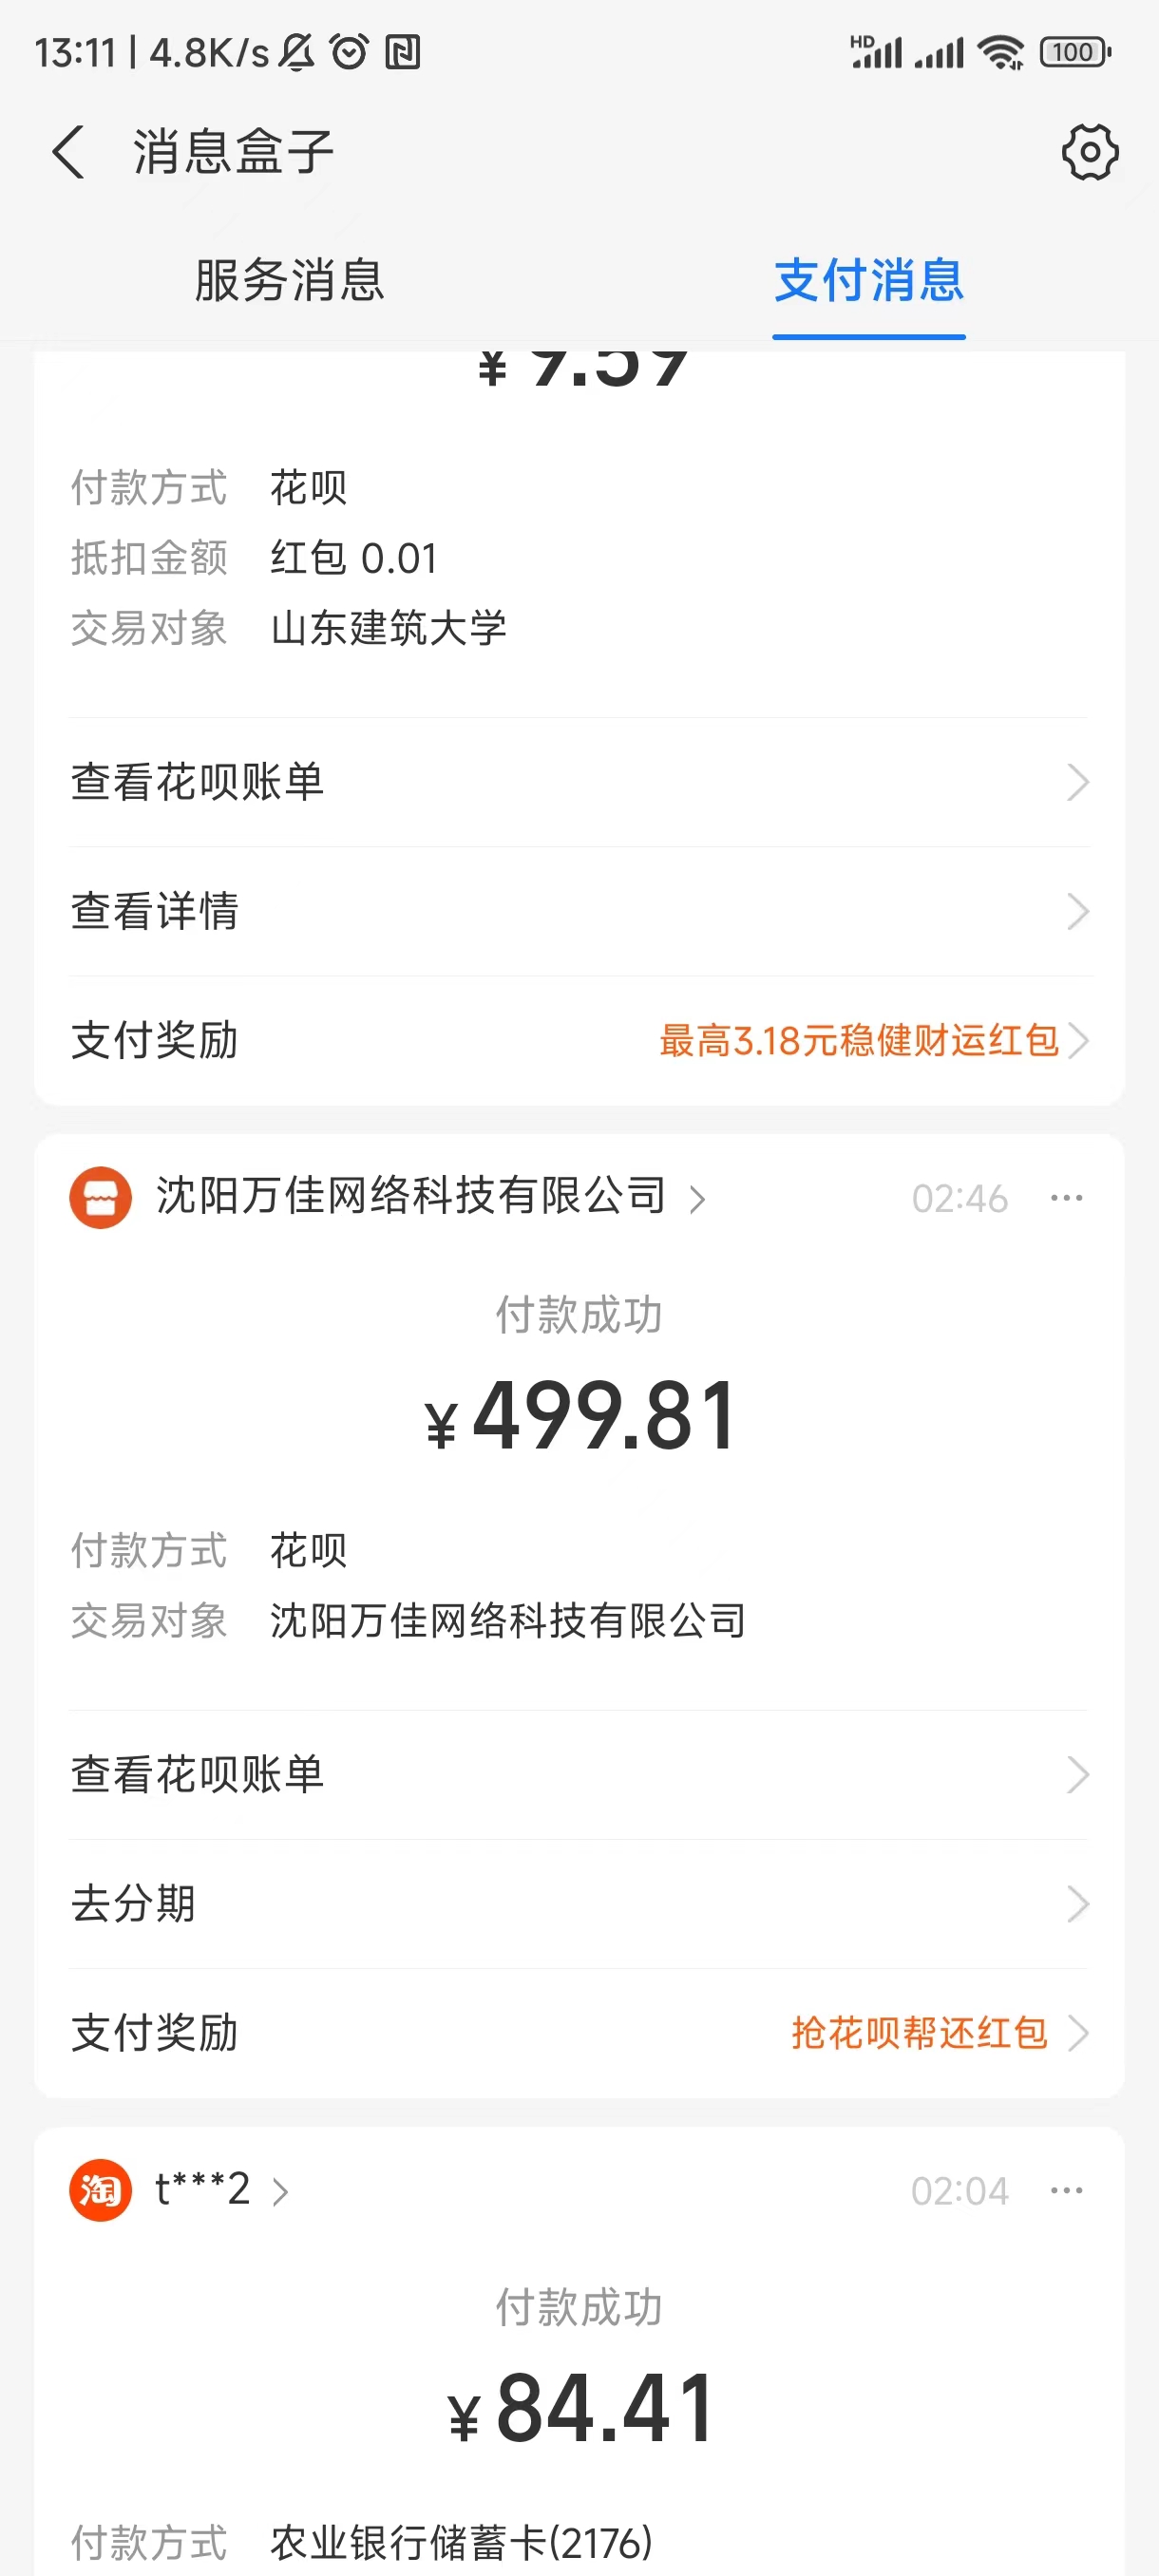 13:11 | 4.8K/s
HD 100
消息盒子
服务消息 支付消息
¥ 9.59
付款方式 花呗
抵扣金额 红包 0.01
交易对象 山东建筑大学
查看花呗账单
查看详情
支付奖励 最高3.18元稳健财运红包
沈阳万佳网络科技有限公司 02:46
付款成功
¥ 499.81
付款方式 花呗
交易对象 沈阳万佳网络科技有限公司
查看花呗账单
去分期
支付奖励 抢花呗帮还红包
淘 t***2 02:04
付款成功
¥ 84.41
付款方式 农业银行储蓄卡(2176)